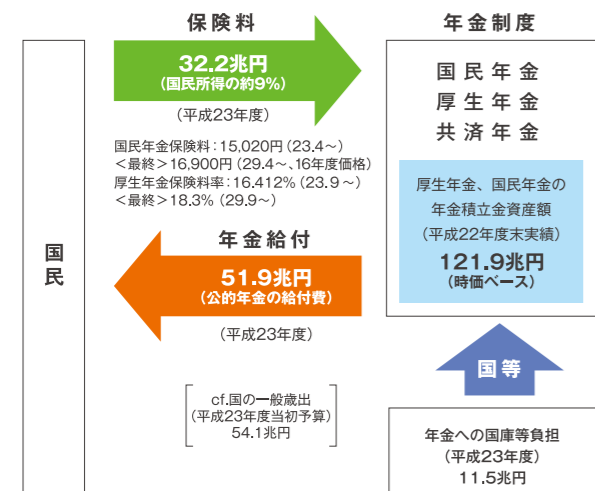 保険料
32.2兆円
(国民所得の約9%)
(平成23年度)
国民年金保険料：15,020円（23.4～）
＜最終＞16,900円（29.4～、16年度価格）
厚生年金保険料率：16.412%（23.9～）
＜最終＞18.3%（29.9～）
年金給付
51.9兆円
(公的年金の給付費)
(平成23年度)
cf.国の一般歳出
(平成23年度当初予算)
54.1兆円
国民
年金制度
国民年金
厚生年金
共済年金
厚生年金、国民年金の
年金積立金資産額
(平成22年度末実績)
121.9兆円
(時価ベース)
国等
年金への国庫等負担
(平成23年度)
11.5兆円